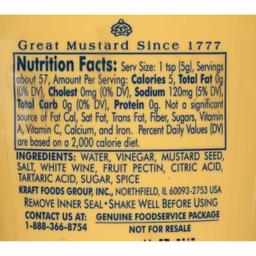 Great Mustard Since 1777
Nutrition Facts: Serv Size: 1 tsp (5g), Servings
about 57, Amount Per Serving: Calories 5, Total Fat 0g
(0% DV), Cholest 0mg (0% DV), Sodium 120mg (5% DV),
Total Carb 0g (0% DV), Protein 0g. Not a significant
source of Fat Cal, Sat Fat, Trans Fat, Fiber, Sugars, Vitamin
A, Vitamin C, Calcium, and Iron. Percent Daily Values (DV)
are based on a 2,000 calorie diet.
INGREDIENTS: WATER, VINEGAR, MUSTARD SEED,
SALT, WHITE WINE, FRUIT PECTIN, CITRIC ACID,
TARTARIC ACID, SUGAR, SPICE
KRAFT FOODS GROUP, INC., NORTHFIELD, IL 60093-2753 USA
REMOVE INNER SEAL • SHAKE WELL BEFORE USING
CONTACT US AT: GENUINE FOODSERVICE PACKAGE
1-888-366-8754 NOT FOR RESALE